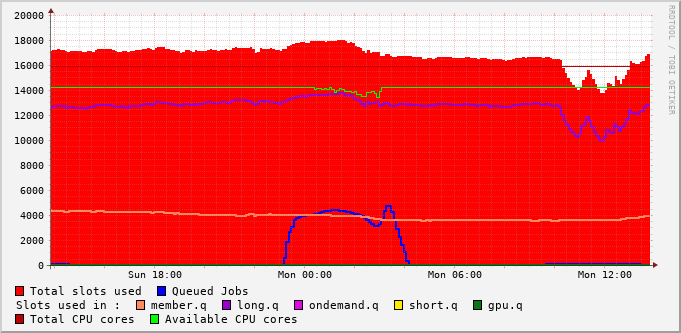 20000
18000
16000
14000
12000
10000
8000
6000
4000
2000
0
Sun 18:00 Mon 00:00 Mon 06:00 Mon 12:00
Total slots used Queued Jobs
Slots used in : member.q long.q ondemand.q short.q gpu.q
Total CPU cores Available CPU cores
RRDTOOL / TOBI OETIKER